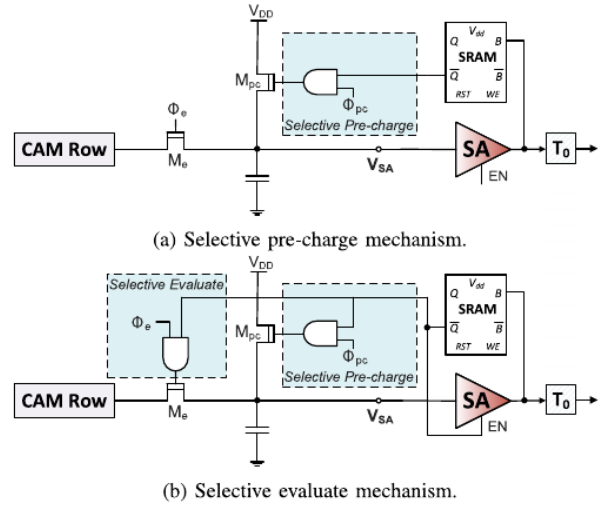 V_DD
Q V_dd B
SRAM
Q̅ B̅
RST WE
M_pc
Φ_pc
Selective Pre-charge
Φ_e
CAM Row
M_e
V_SA
SA
EN
T_0
(a) Selective pre-charge mechanism.
V_DD
Selective Evaluate
Q V_dd B
SRAM
Q̅ B̅
RST WE
Φ_e
M_pc
Φ_pc
Selective Pre-charge
CAM Row
M_e
V_SA
SA
EN
T_0
(b) Selective evaluate mechanism.